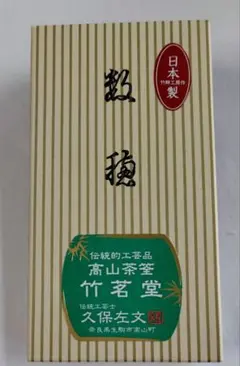 日本
製
数穂
伝統的工芸品
高山茶筌
竹茗堂
伝統工芸士
久保左文
奈良県生駒市高山町